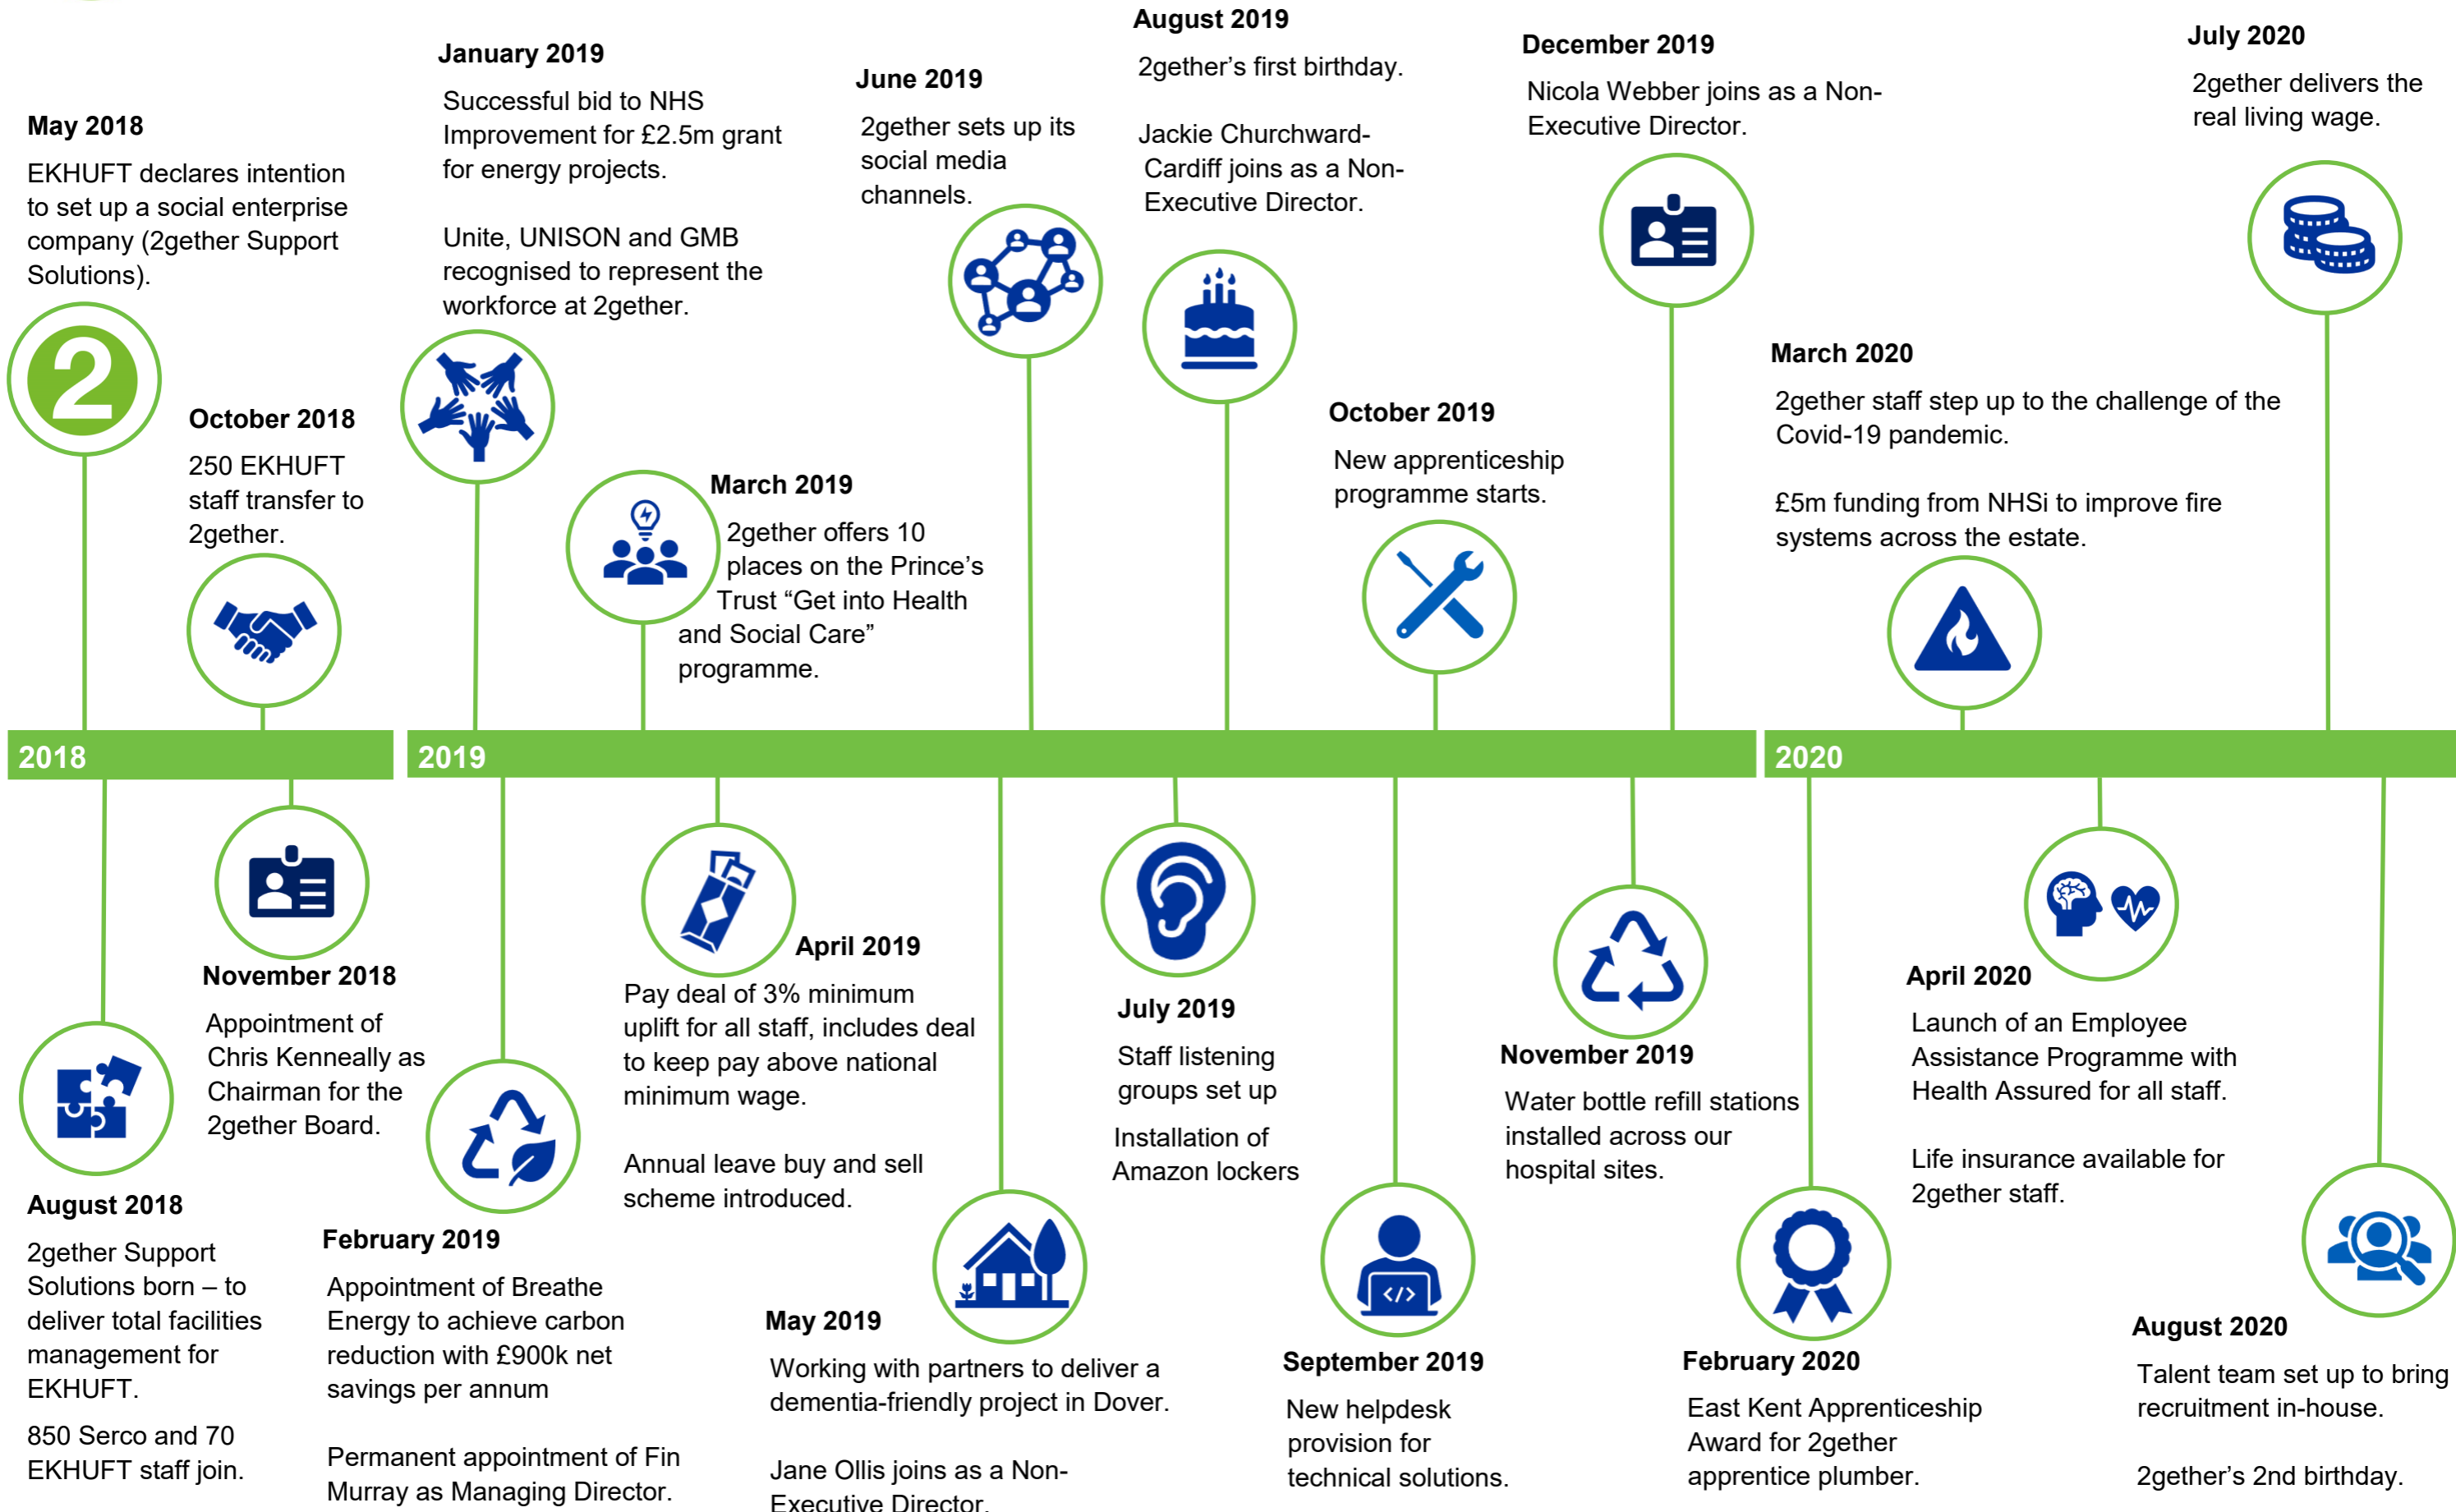 May 2018
EKHUFT declares intention
to set up a social enterprise
company (2gether Support
Solutions).
2
October 2018
250 EKHUFT
staff transfer to
2gether.
January 2019
Successful bid to NHS
Improvement for £2.5m grant
for energy projects.
Unite, UNISON and GMB
recognised to represent the
workforce at 2gether.
March 2019
2gether offers 10
places on the Prince’s
Trust “Get into Health
and Social Care”
programme.
June 2019
2gether sets up its
social media
channels.
August 2019
2gether’s first birthday.
Jackie Churchward-
Cardiff joins as a Non-
Executive Director.
October 2019
New apprenticeship
programme starts.
December 2019
Nicola Webber joins as a Non-
Executive Director.
March 2020
2gether staff step up to the challenge of the
Covid-19 pandemic.
£5m funding from NHSi to improve fire
systems across the estate.
July 2020
2gether delivers the
real living wage.
2018
2019
2020
August 2018
2gether Support
Solutions born – to
deliver total facilities
management for
EKHUFT.
850 Serco and 70
EKHUFT staff join.
November 2018
Appointment of
Chris Kenneally as
Chairman for the
2gether Board.
February 2019
Appointment of Breathe
Energy to achieve carbon
reduction with £900k net
savings per annum
Permanent appointment of Fin
Murray as Managing Director.
April 2019
Pay deal of 3% minimum
uplift for all staff, includes deal
to keep pay above national
minimum wage.
Annual leave buy and sell
scheme introduced.
May 2019
Working with partners to deliver a
dementia-friendly project in Dover.
Jane Ollis joins as a Non-
Executive Director.
July 2019
Staff listening
groups set up
Installation of
Amazon lockers
September 2019
</>
New helpdesk
provision for
technical solutions.
November 2019
Water bottle refill stations
installed across our
hospital sites.
February 2020
East Kent Apprenticeship
Award for 2gether
apprentice plumber.
April 2020
Launch of an Employee
Assistance Programme with
Health Assured for all staff.
Life insurance available for
2gether staff.
August 2020
Talent team set up to bring
recruitment in-house.
2gether’s 2nd birthday.